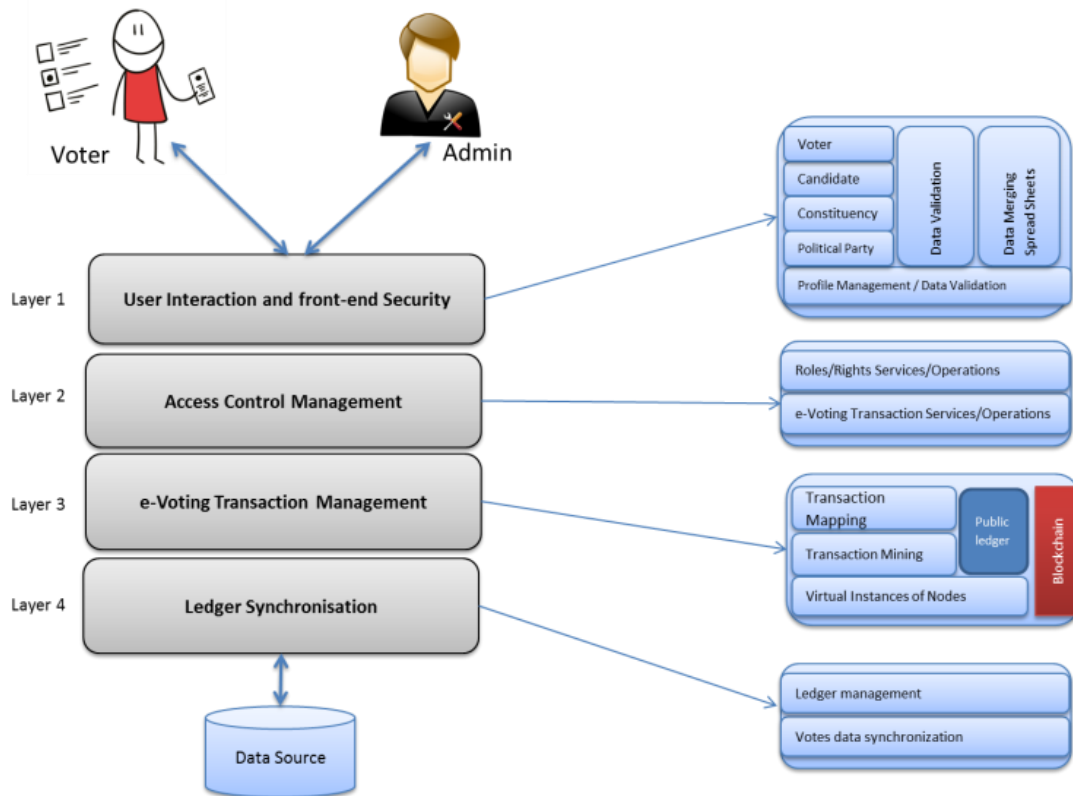 Voter
Admin
Layer 1
User Interaction and front-end Security
Layer 2
Access Control Management
Layer 3
e-Voting Transaction Management
Layer 4
Ledger Synchronisation
Data Source
Voter
Candidate
Constituency
Political Party
Data Validation
Data Merging
Spread Sheets
Profile Management / Data Validation
Roles/Rights Services/Operations
e-Voting Transaction Services/Operations
Transaction
Mapping
Transaction Mining
Public
ledger
Virtual Instances of Nodes
Blockchain
Ledger management
Votes data synchronization